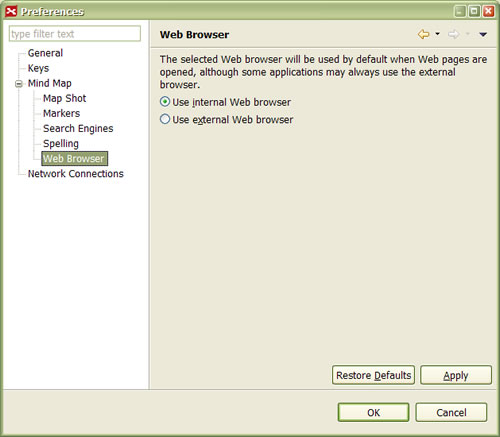 Preferences
type filter text
General
Keys
Mind Map
Map Shot
Markers
Search Engines
Spelling
Web Browser
Network Connections
Web Browser
The selected Web browser will be used by default when Web pages are
opened, although some applications may always use the external
browser.
Use internal Web browser
Use external Web browser
Restore Defaults
Apply
OK
Cancel